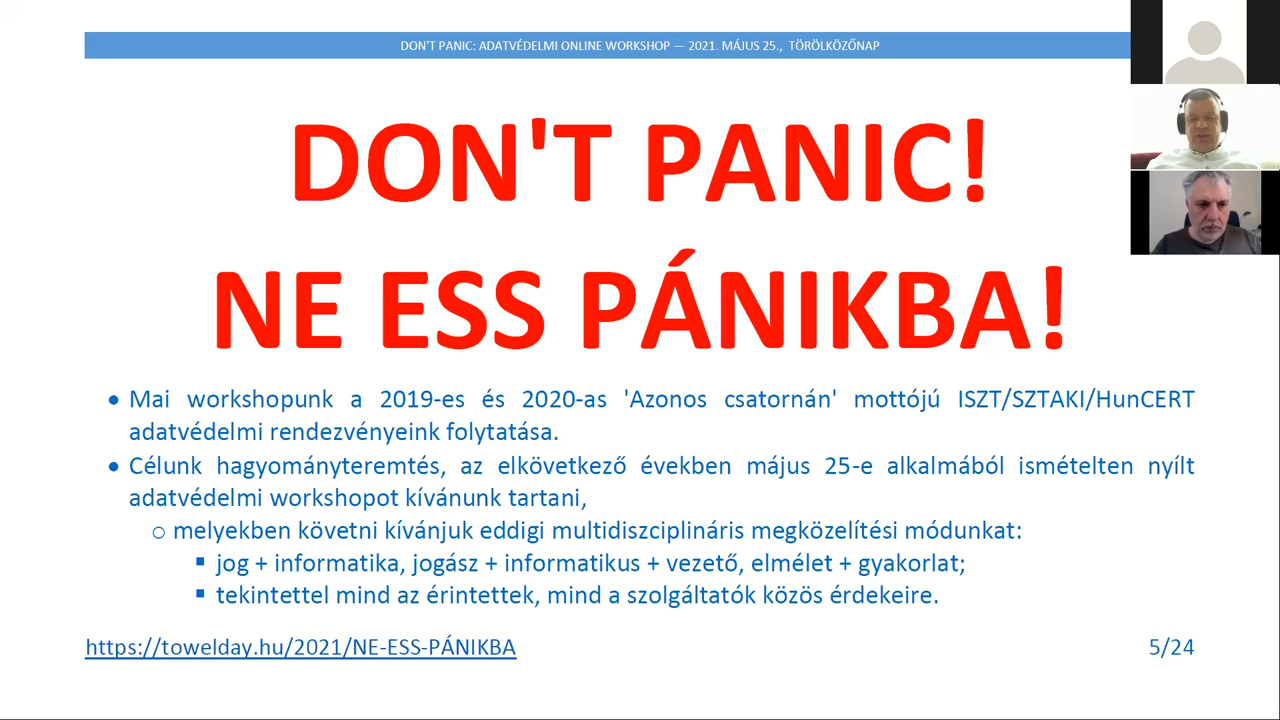 DON'T PANIC: ADATVÉDELMI ONLINE WORKSHOP — 2021. MÁJUS 25., TÖRÖLKÖZŐNAP
DON'T PANIC!
NE ESS PÁNIKBA!
• Mai workshopunk a 2019-es és 2020-as 'Azonos csatornán' mottójú ISZT/SZTAKI/HunCERT
adatvédelmi rendezvényeink folytatása.
• Célunk hagyományteremtés, az elkövetkező években május 25-e alkalmából ismételten nyílt
adatvédelmi workshopot kívánunk tartani,
o melyekben követni kívánjuk eddigi multidiszciplináris megközelítési módunkat:
▪ jog + informatika, jogász + informatikus + vezető, elmélet + gyakorlat;
▪ tekintettel mind az érintettek, mind a szolgáltatók közös érdekeire.
https://towelday.hu/2021/NE-ESS-PÁNIKBA
5/24